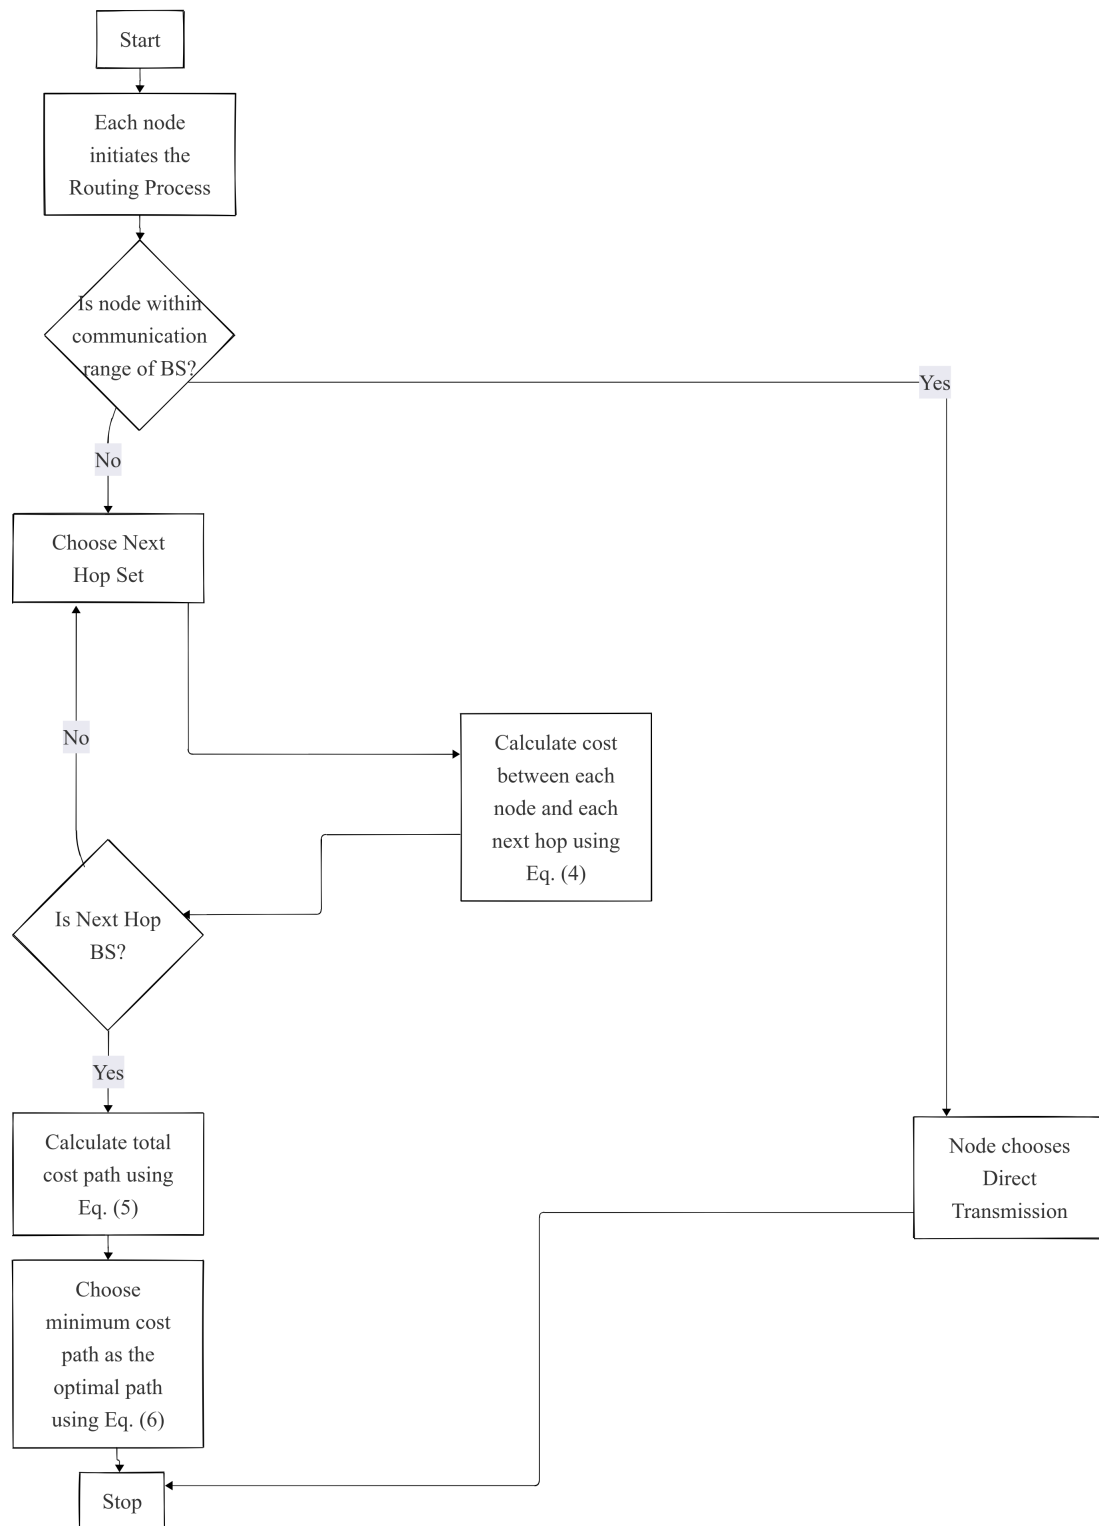 Start
Each node
initiates the
Routing Process
Is node within
communication
range of BS?
Yes
No
Choose Next
Hop Set
No
Calculate cost
between each
node and each
next hop using
Eq. (4)
Is Next Hop
BS?
Yes
Calculate total
cost path using
Eq. (5)
Node chooses
Direct
Transmission
Choose
minimum cost
path as the
optimal path
using Eq. (6)
Stop